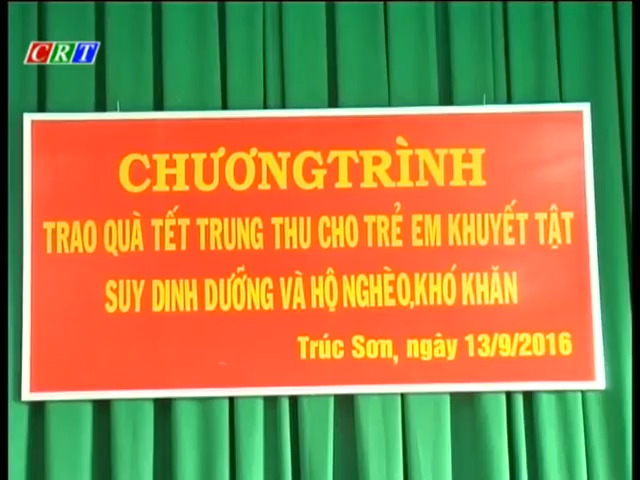 CRT
CHƯƠNGTRÌNH
TRAO QUÀ TẾT TRUNG THU CHO TRẺ EM KHUYẾT TẬT
SUY DINH DƯỠNG VÀ HỘ NGHÈO,KHÓ KHĂN
Trúc Sơn, ngày 13/9/2016